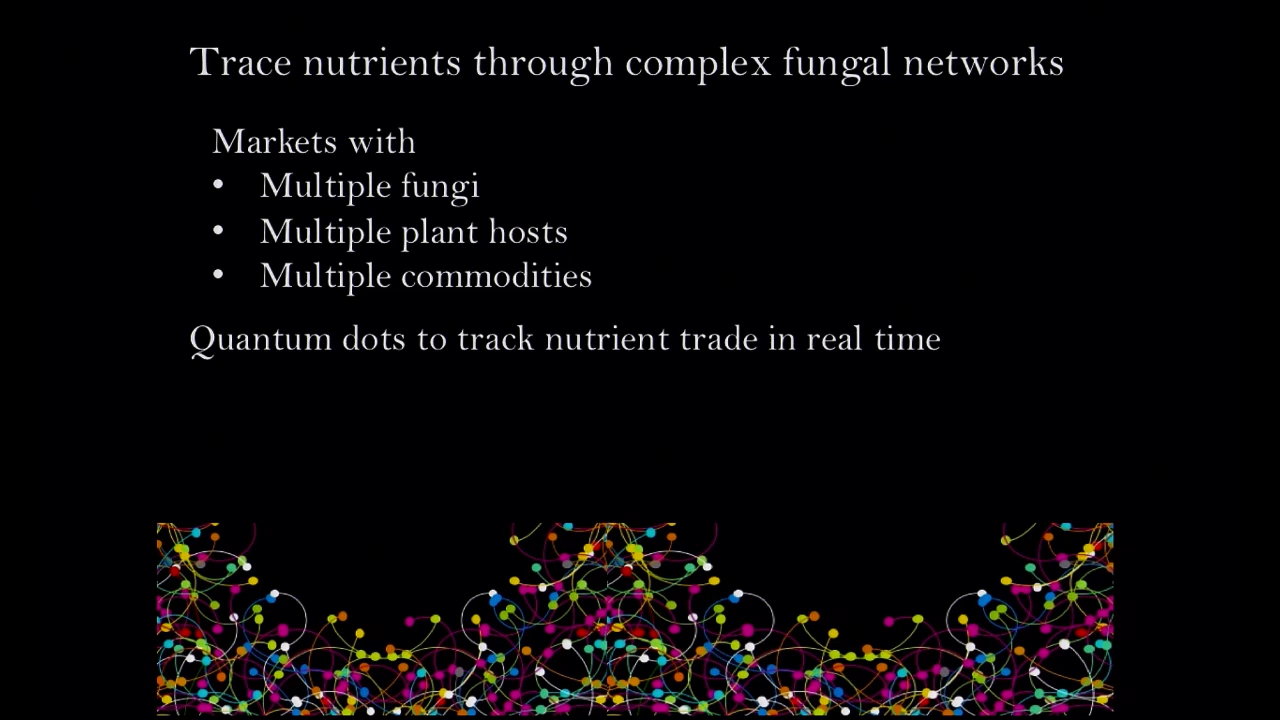 Trace nutrients through complex fungal networks
Markets with
• Multiple fungi
• Multiple plant hosts
• Multiple commodities
Quantum dots to track nutrient trade in real time